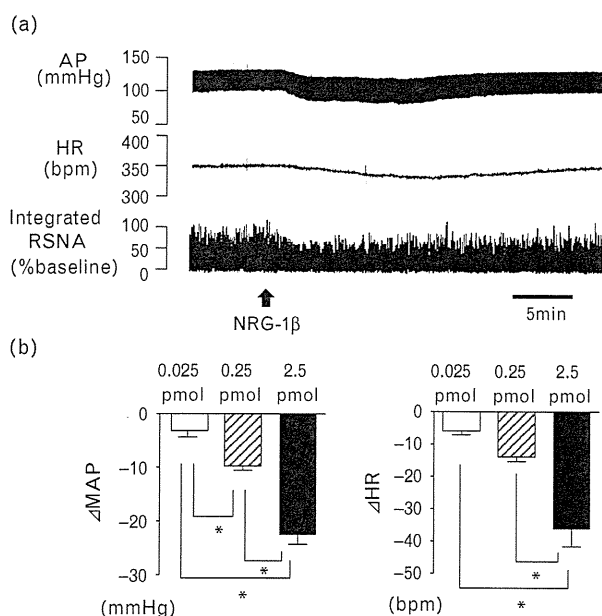 (a)
AP
(mmHg)
150
100
50
HR
(bpm)
400
350
300
Integrated
RSNA
(%baseline)
100
50
0
NRG-1β
5min
(b)
0.025 0.25 2.5
pmol pmol pmol
0
-10
-20
-30
⊿MAP
(mmHg)
*
*
*
0.025 0.25 2.5
pmol pmol pmol
0
-10
-20
-30
-40
-50
⊿HR
(bpm)
*
*